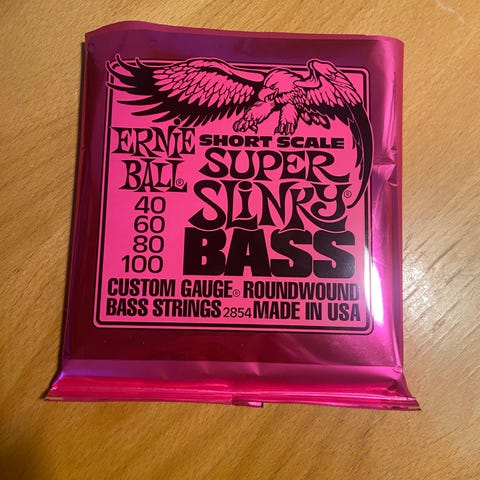 ERNIE
BALL®
SHORT SCALE
SUPER
SLINKY®
BASS
40
60
80
100
CUSTOM GAUGE® ROUNDWOUND
BASS STRINGS 2854 MADE IN USA